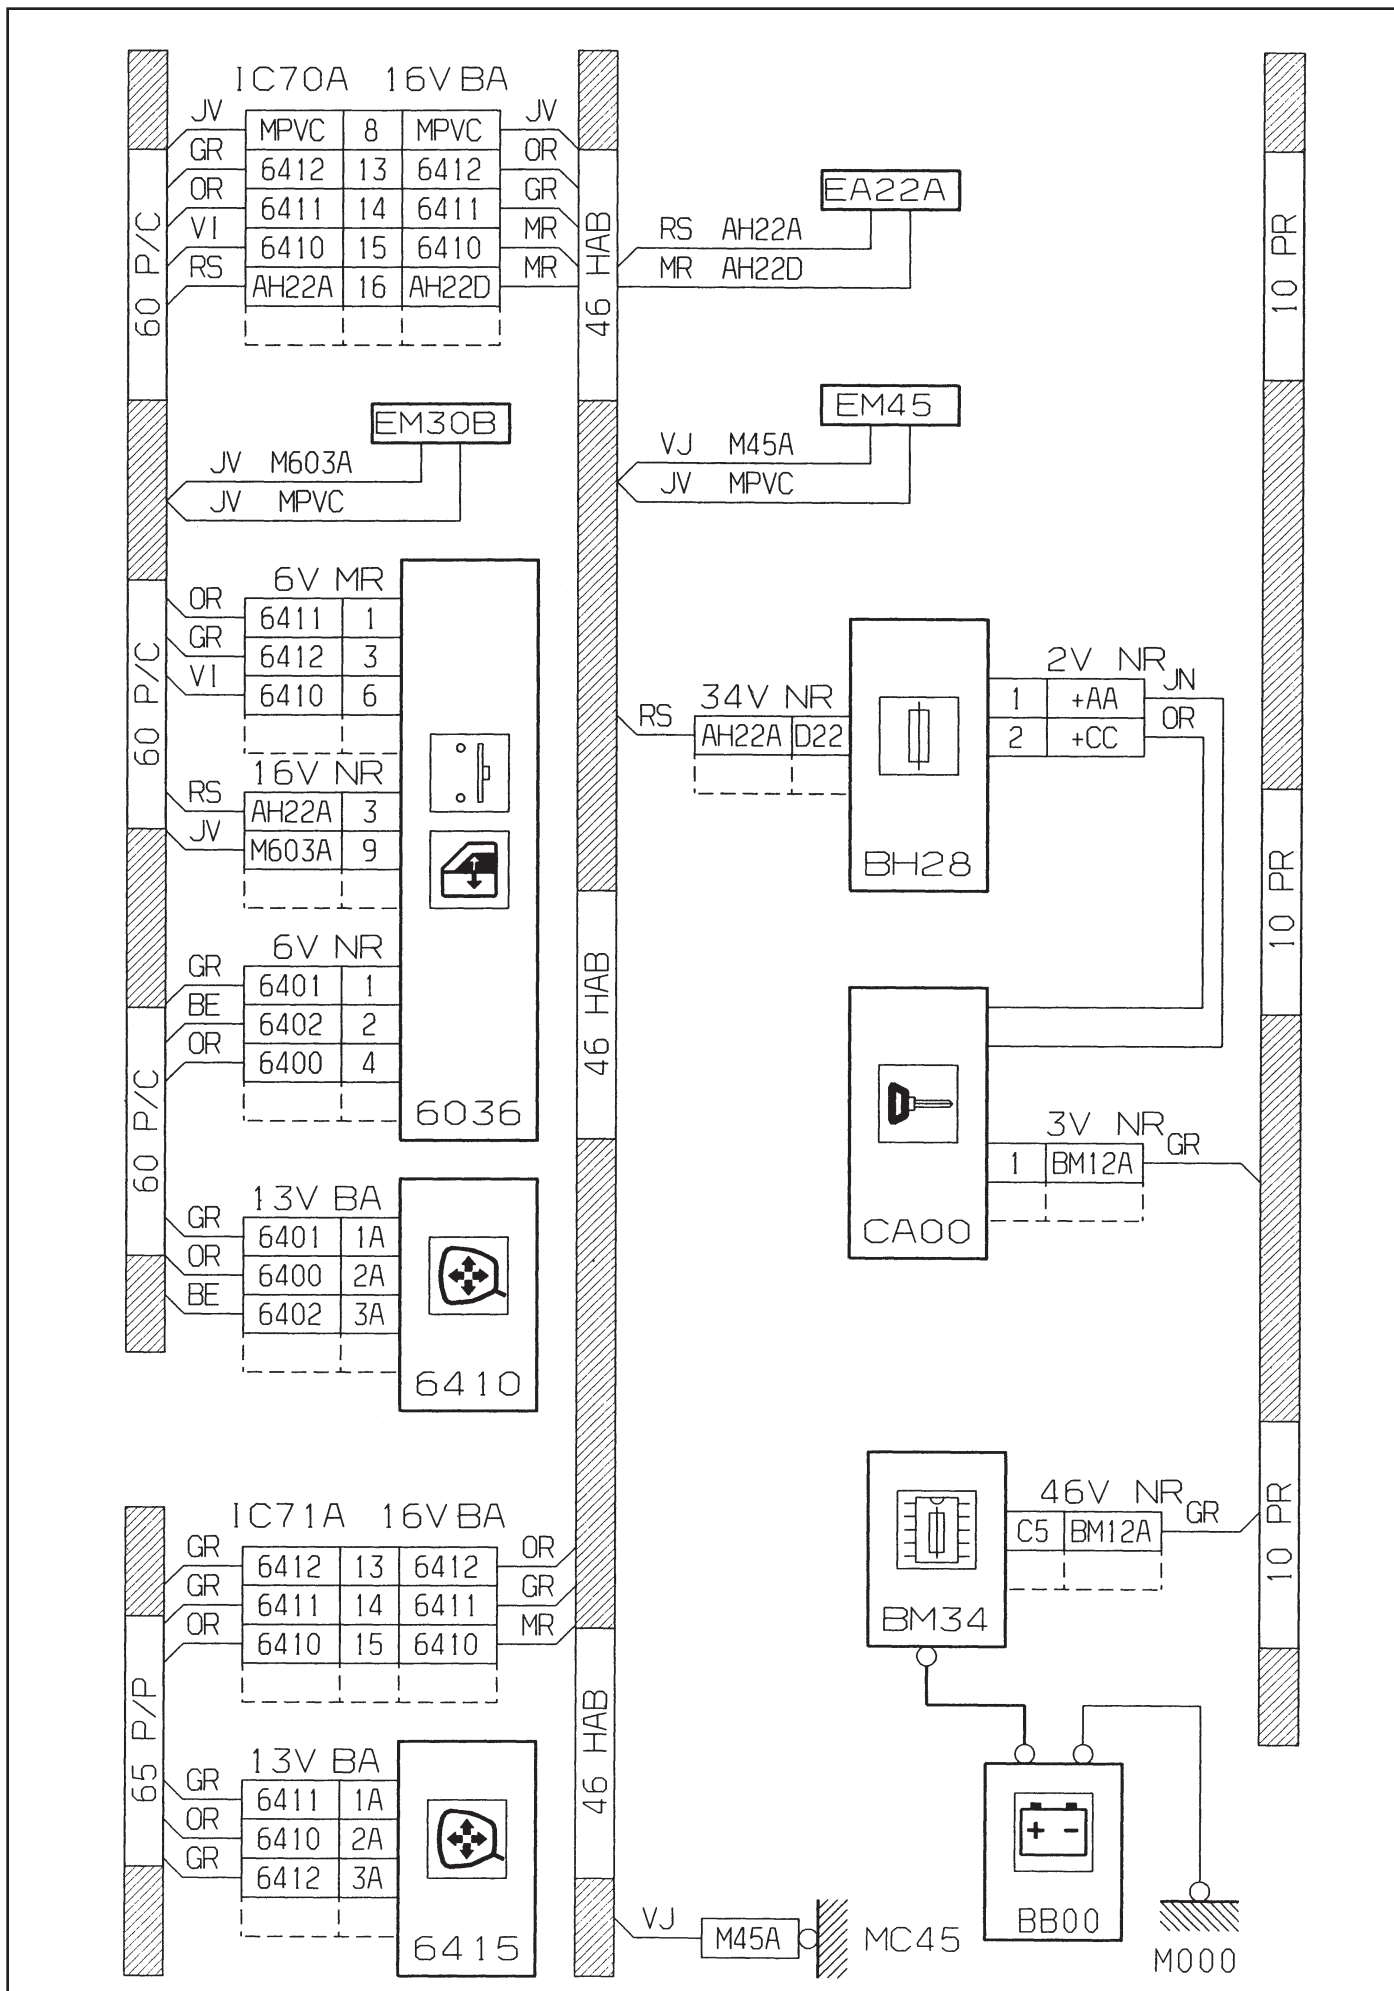 IC70A 16V BA
JV MPVC 8 MPVC JV
GR 6412 13 6412 OR
OR 6411 14 6411 GR
VI 6410 15 6410 MR
RS AH22A 16 AH22D MR
60 P/C
46 HAB
10 PR
EA22A
RS AH22A
MR AH22D
EM30B
JV M603A
JV MPVC
EM45
VJ M45A
JV MPVC
6V MR
OR 6411 1
GR 6412 3
VI 6410 6
60 P/C
16V NR
RS AH22A 3
JV M603A 9
6V NR
GR 6401 1
BE 6402 2
OR 6400 4
6036
60 P/C
34V NR
RS AH22A D22
BH28
2V NR
1 +AA JN
2 +CC OR
10 PR
46 HAB
3V NR
1 BM12A GR
CA00
13V BA
GR 6401 1A
OR 6400 2A
BE 6402 3A
6410
IC71A 16V BA
GR 6412 13 6412 OR
GR 6411 14 6411 GR
OR 6410 15 6410 MR
65 P/P
46 HAB
46V NR
C5 BM12A GR
BM34
10 PR
13V BA
GR 6411 1A
OR 6410 2A
GR 6412 3A
6415
VJ M45A MC45
+ -
BB00
M000